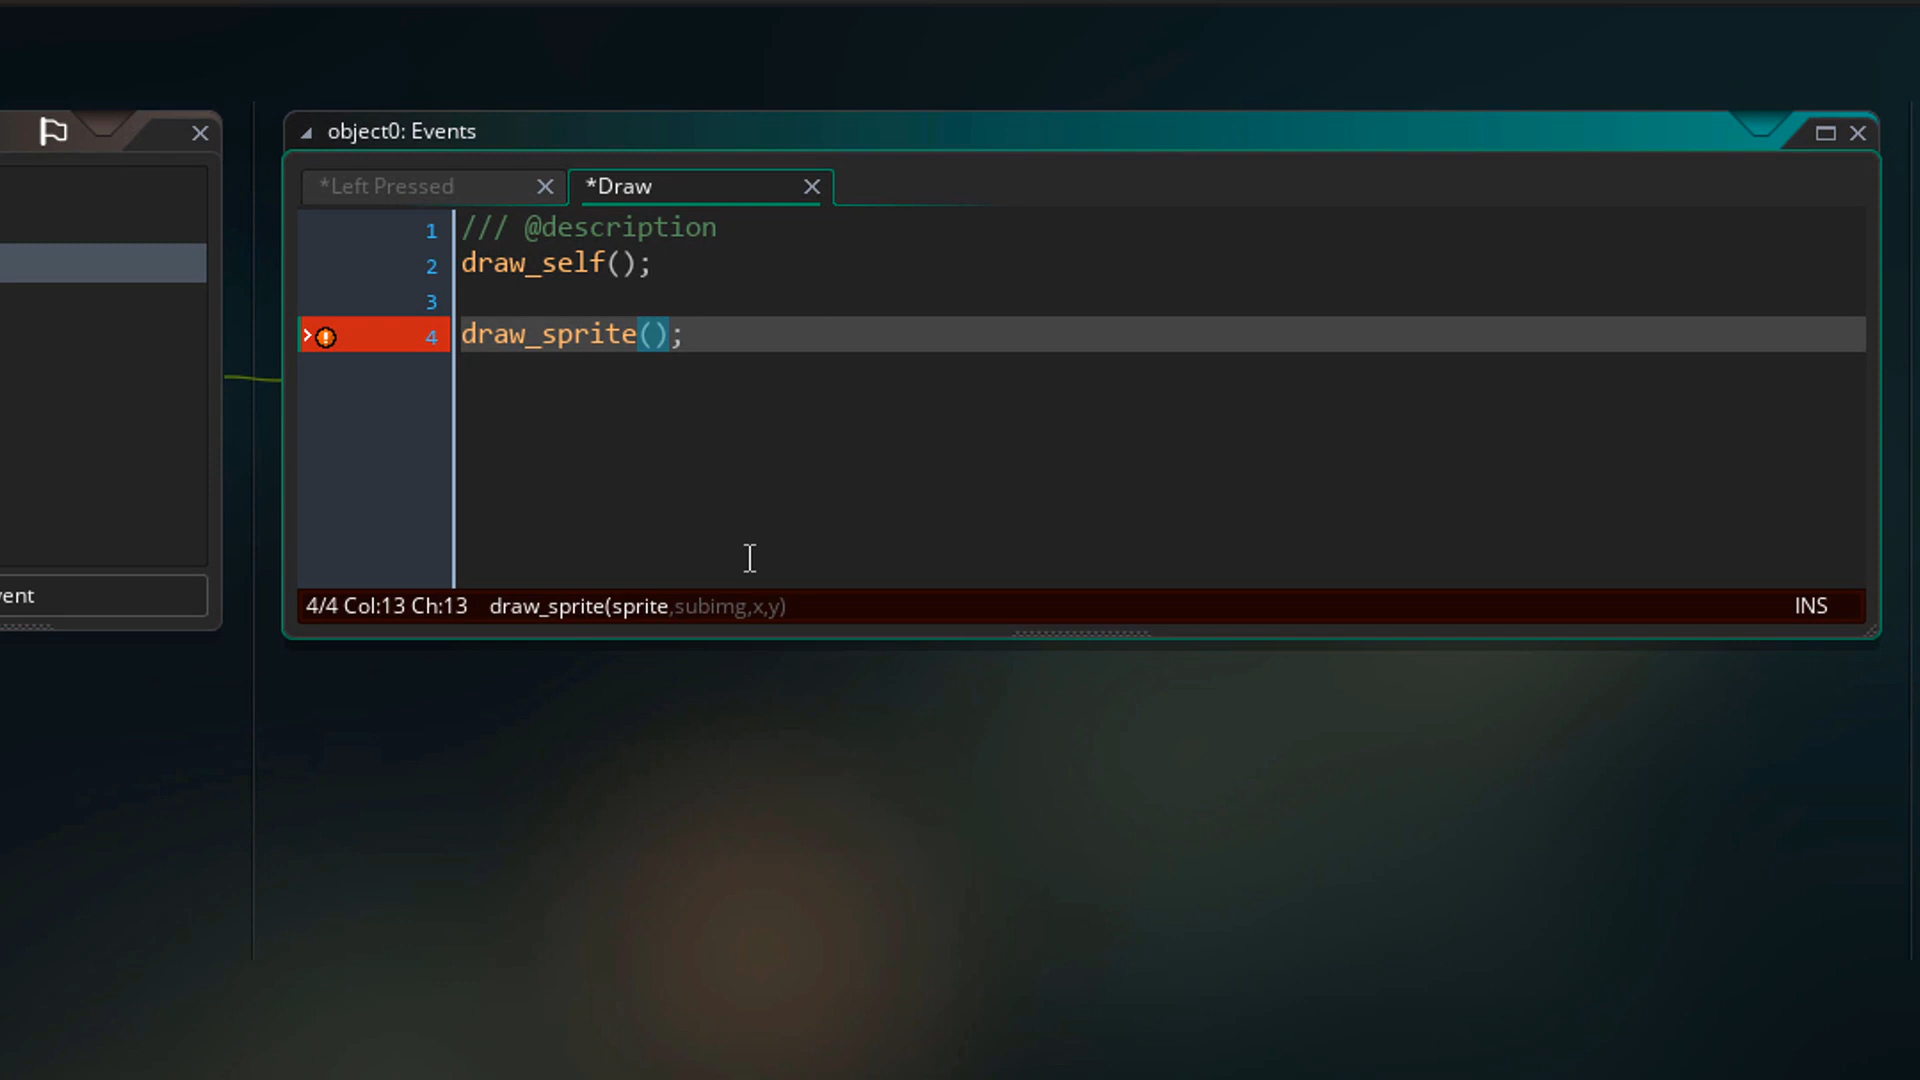 object0: Events
*Left Pressed
*Draw
1 /// @description
2 draw_self();
3
4 draw_sprite();
vent
4/4 Col:13 Ch:13 draw_sprite(sprite,subimg,x,y)
INS